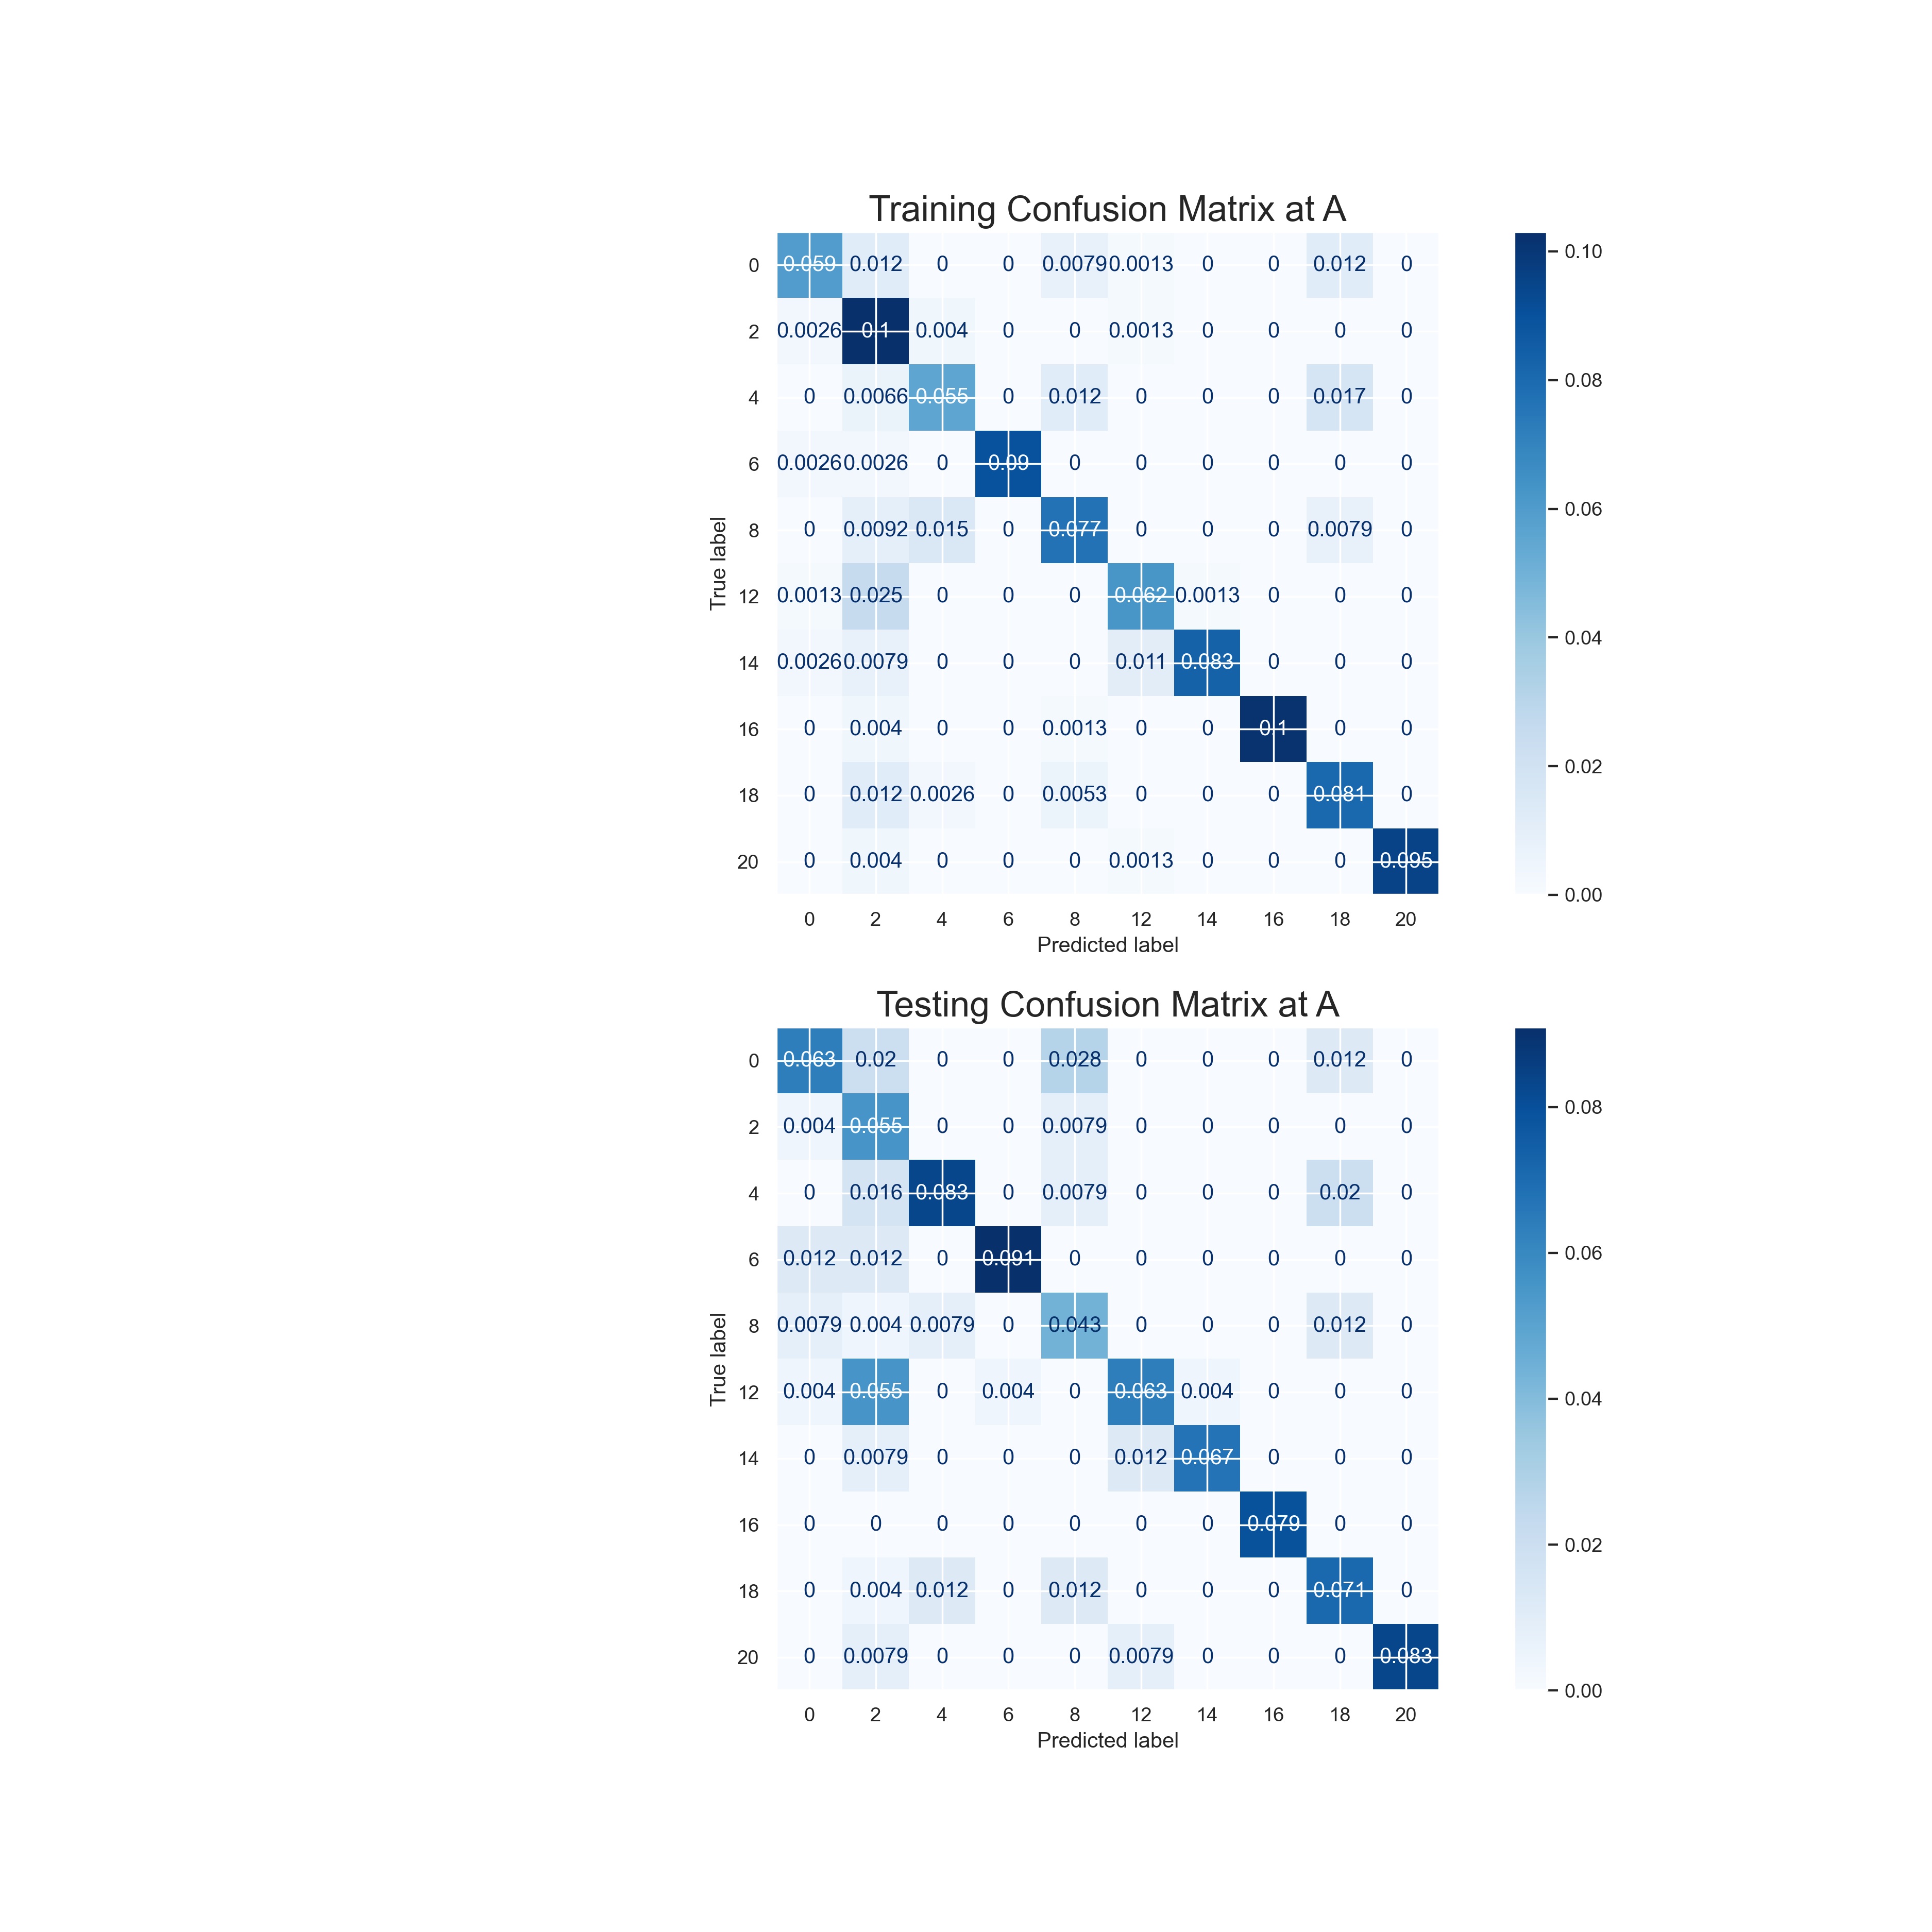 Training Confusion Matrix at A
0 0.059 0.012 0 0 0.0079 0.0013 0 0 0.012 0
2 0.0026 0.1 0.004 0 0 0.0013 0 0 0 0
4 0 0.0066 0.055 0 0.012 0 0 0 0.017 0
6 0.0026 0.0026 0 0.09 0 0 0 0 0 0
8 0 0.0092 0.015 0 0.077 0 0 0 0.0079 0
12 0.0013 0.025 0 0 0 0.062 0.0013 0 0 0
14 0.0026 0.0079 0 0 0 0.011 0.083 0 0 0
16 0 0.004 0 0 0.0013 0 0 0.1 0 0
18 0 0.012 0.0026 0 0.0053 0 0 0 0.081 0
20 0 0.004 0 0 0 0.0013 0 0 0 0.095
0 2 4 6 8 12 14 16 18 20
Predicted label
True label
0.10
0.08
0.06
0.04
0.02
0.00
Testing Confusion Matrix at A
0 0.063 0.02 0 0 0.028 0 0 0 0.012 0
2 0.004 0.055 0 0 0.0079 0 0 0 0 0
4 0 0.016 0.083 0 0.0079 0 0 0 0.02 0
6 0.012 0.012 0 0.091 0 0 0 0 0 0
8 0.0079 0.004 0.0079 0 0.043 0 0 0 0.012 0
12 0.004 0.055 0 0.004 0 0.063 0.004 0 0 0
14 0 0.0079 0 0 0 0.012 0.067 0 0 0
16 0 0 0 0 0 0 0 0.079 0 0
18 0 0.004 0.012 0 0.012 0 0 0 0.071 0
20 0 0.0079 0 0 0 0.0079 0 0 0 0.083
0 2 4 6 8 12 14 16 18 20
Predicted label
True label
0.08
0.06
0.04
0.02
0.00